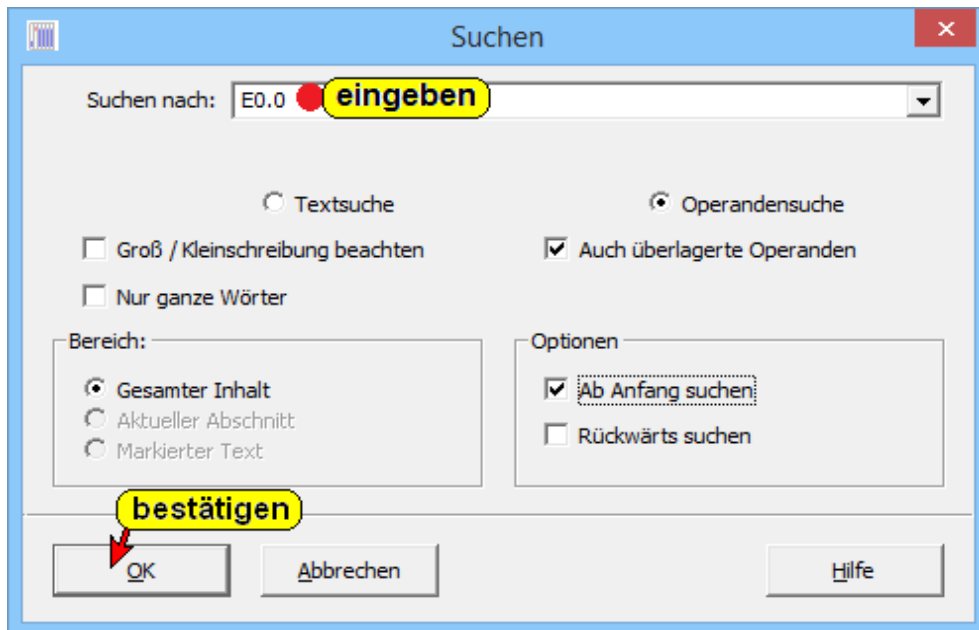 Suchen
Suchen nach: E0.0 eingeben
Textsuche Operandensuche
Groß / Kleinschreibung beachten Auch überlagerte Operanden
Nur ganze Wörter
Bereich: Optionen
Gesamter Inhalt Ab Anfang suchen
Aktueller Abschnitt
Rückwärts suchen
Markierter Text
bestätigen
OK Abbrechen Hilfe